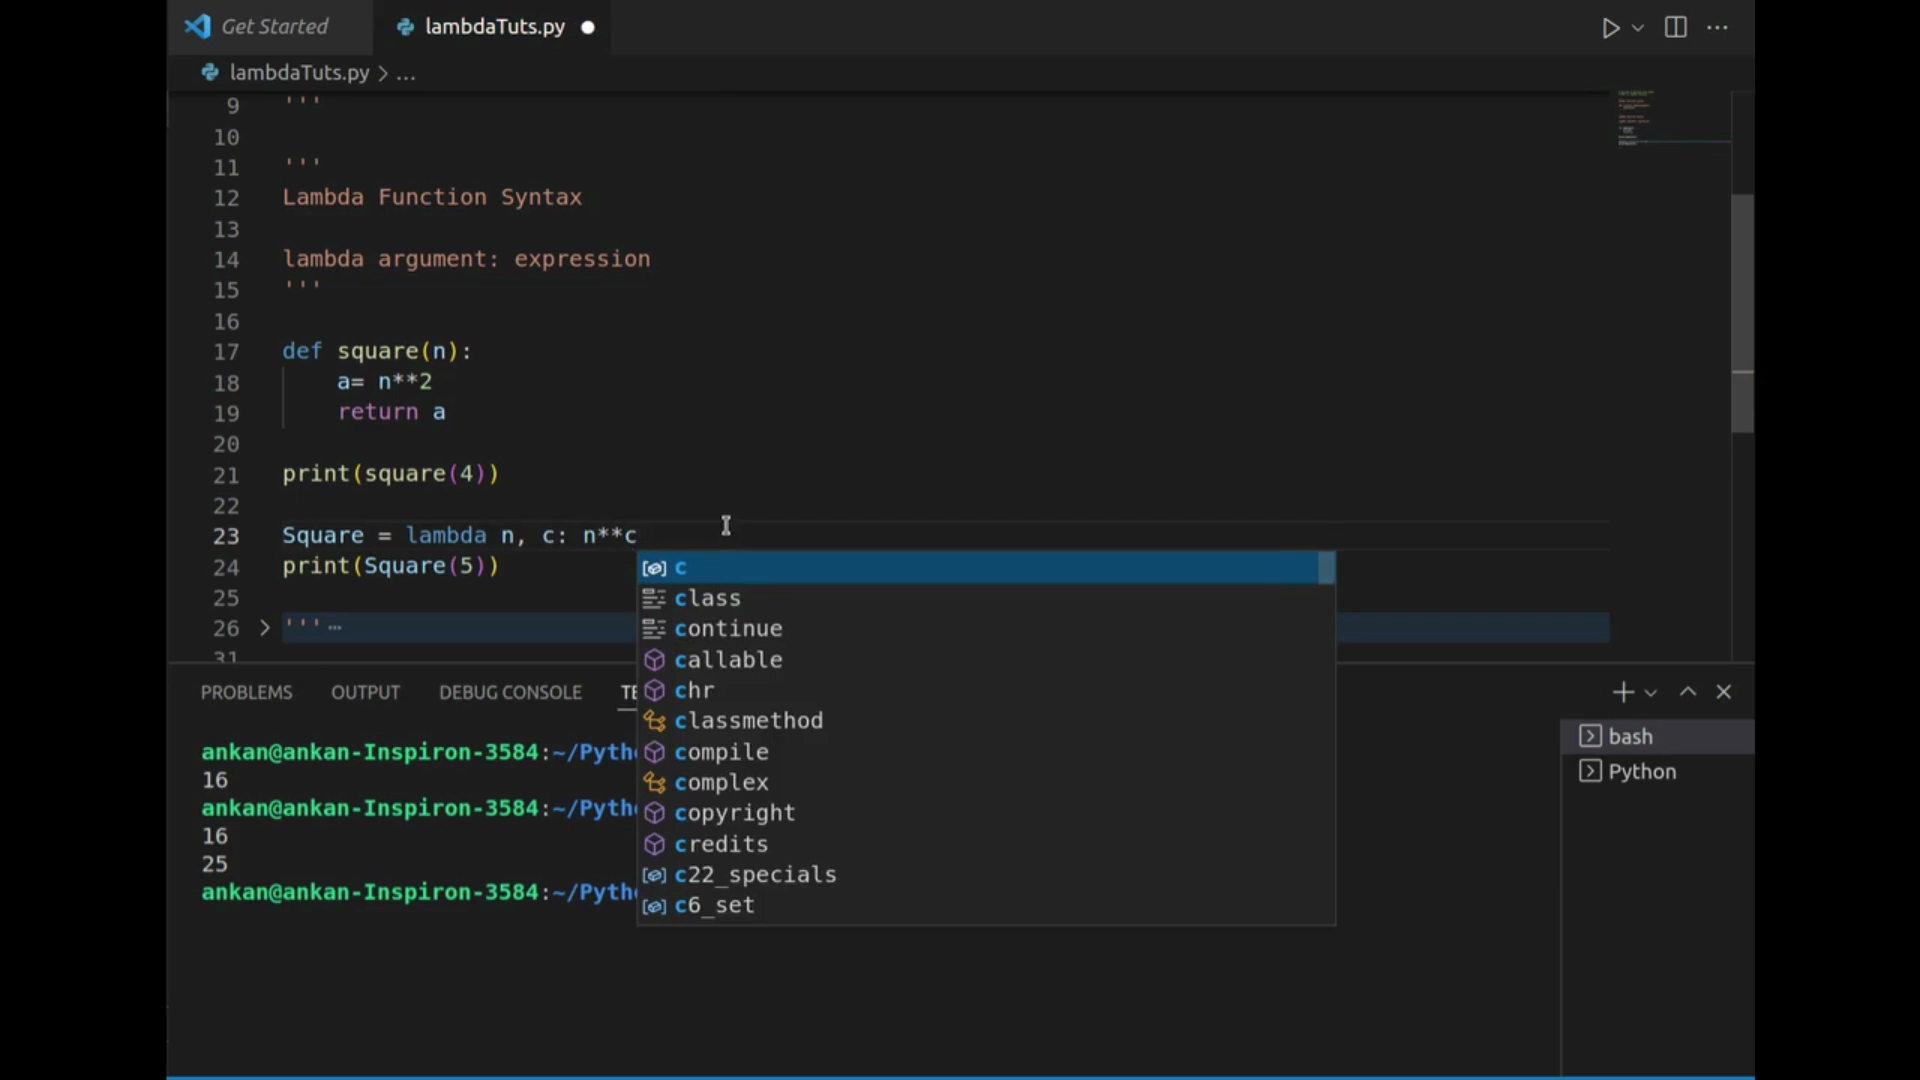 Get Started
lambdaTuts.py
lambdaTuts.py > ...
9 '''
10
11 '''
12 Lambda Function Syntax
13
14 lambda argument: expression
15 '''
16
17 def square(n):
18 a= n**2
19 return a
20
21 print(square(4))
22
23 Square = lambda n, c: n**c
24 print(Square(5))
25
26 > '''…
31
c
class
continue
callable
chr
classmethod
compile
complex
copyright
credits
c22_specials
c6_set
PROBLEMS OUTPUT DEBUG CONSOLE
ankan@ankan-Inspiron-3584:~/Pyth
16
ankan@ankan-Inspiron-3584:~/Pyth
16
25
ankan@ankan-Inspiron-3584:~/Pyth
bash
Python